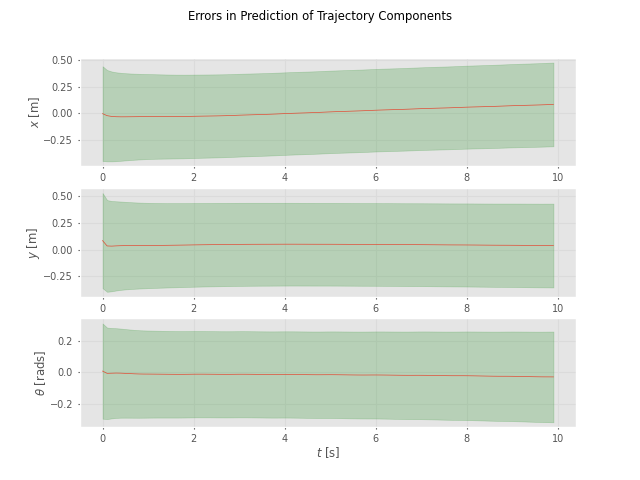 Errors in Prediction of Trajectory Components
0.50
0.25
0.00
−0.25
x [m]
0 2 4 6 8 10
0.50
0.25
0.00
−0.25
y [m]
0 2 4 6 8 10
0.2
0.0
−0.2
θ [rads]
0 2 4 6 8 10
t [s]